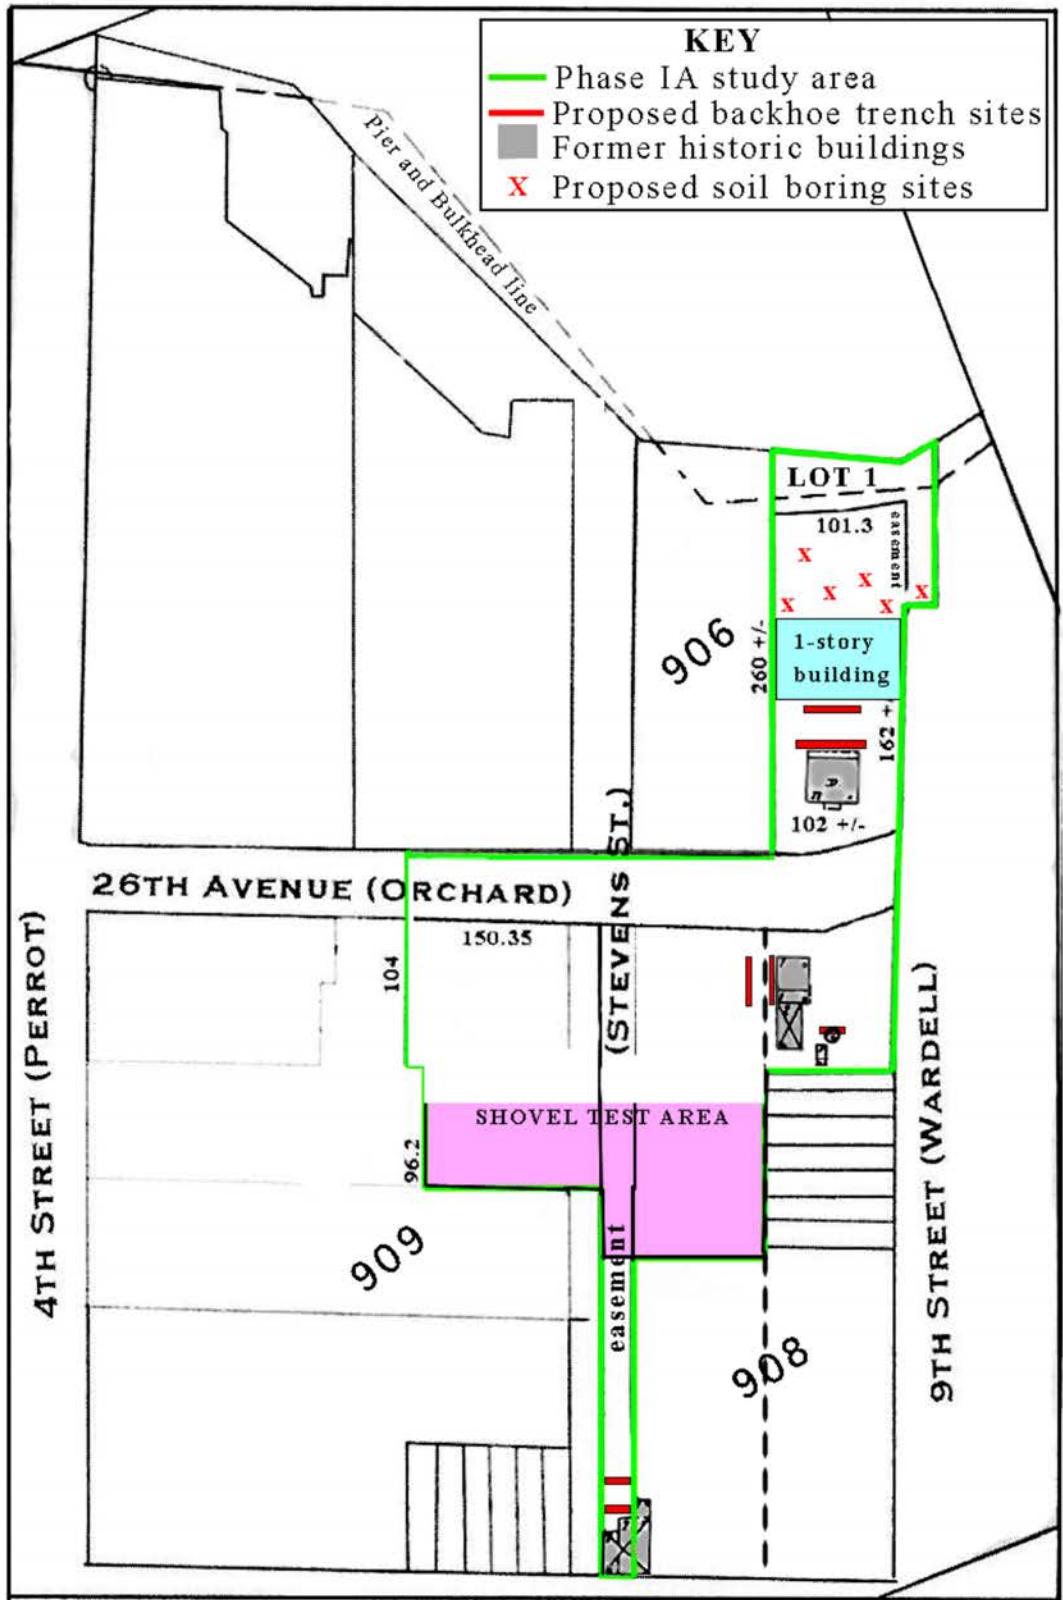 KEY
Phase IA study area
Proposed backhoe trench sites
Former historic buildings
X Proposed soil boring sites
Pier and Bulkhead line
LOT 1
101.3
easement
X
X
X
X
X
X
906
260 +/-
1-story
building
162 +/
102 +/-
(STEVENS ST.)
26TH AVENUE (ORCHARD)
150.35
104
4TH STREET (PERROT)
9TH STREET (WARDELL)
SHOVEL TEST AREA
96.2
909
easement
908